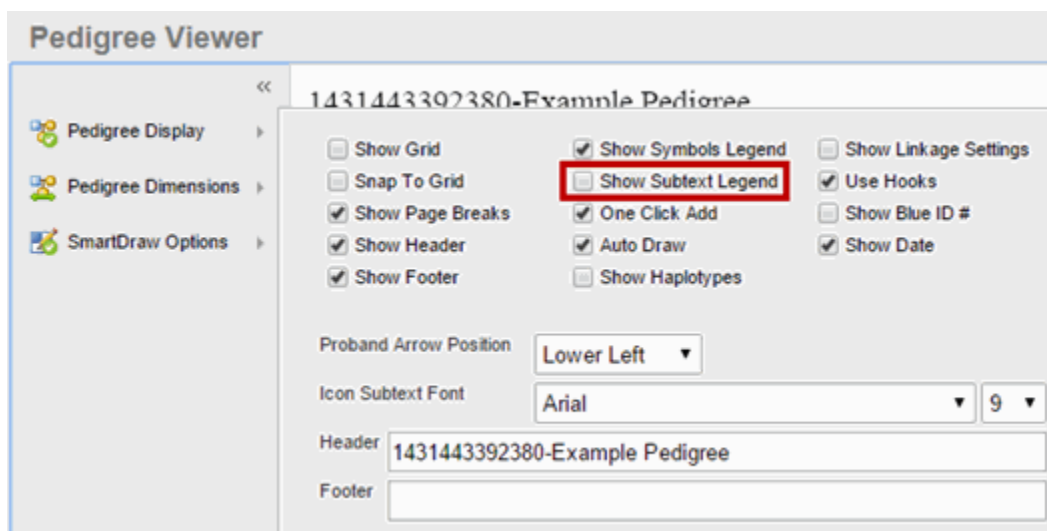 Pedigree Viewer
«
1431443392380-Example Pedigree
Pedigree Display
Pedigree Dimensions
SmartDraw Options
Show Grid
Snap To Grid
Show Page Breaks
Show Header
Show Footer
Show Symbols Legend
Show Subtext Legend
One Click Add
Auto Draw
Show Haplotypes
Show Linkage Settings
Use Hooks
Show Blue ID #
Show Date
Proband Arrow Position Lower Left
Icon Subtext Font Arial 9
Header 1431443392380-Example Pedigree
Footer